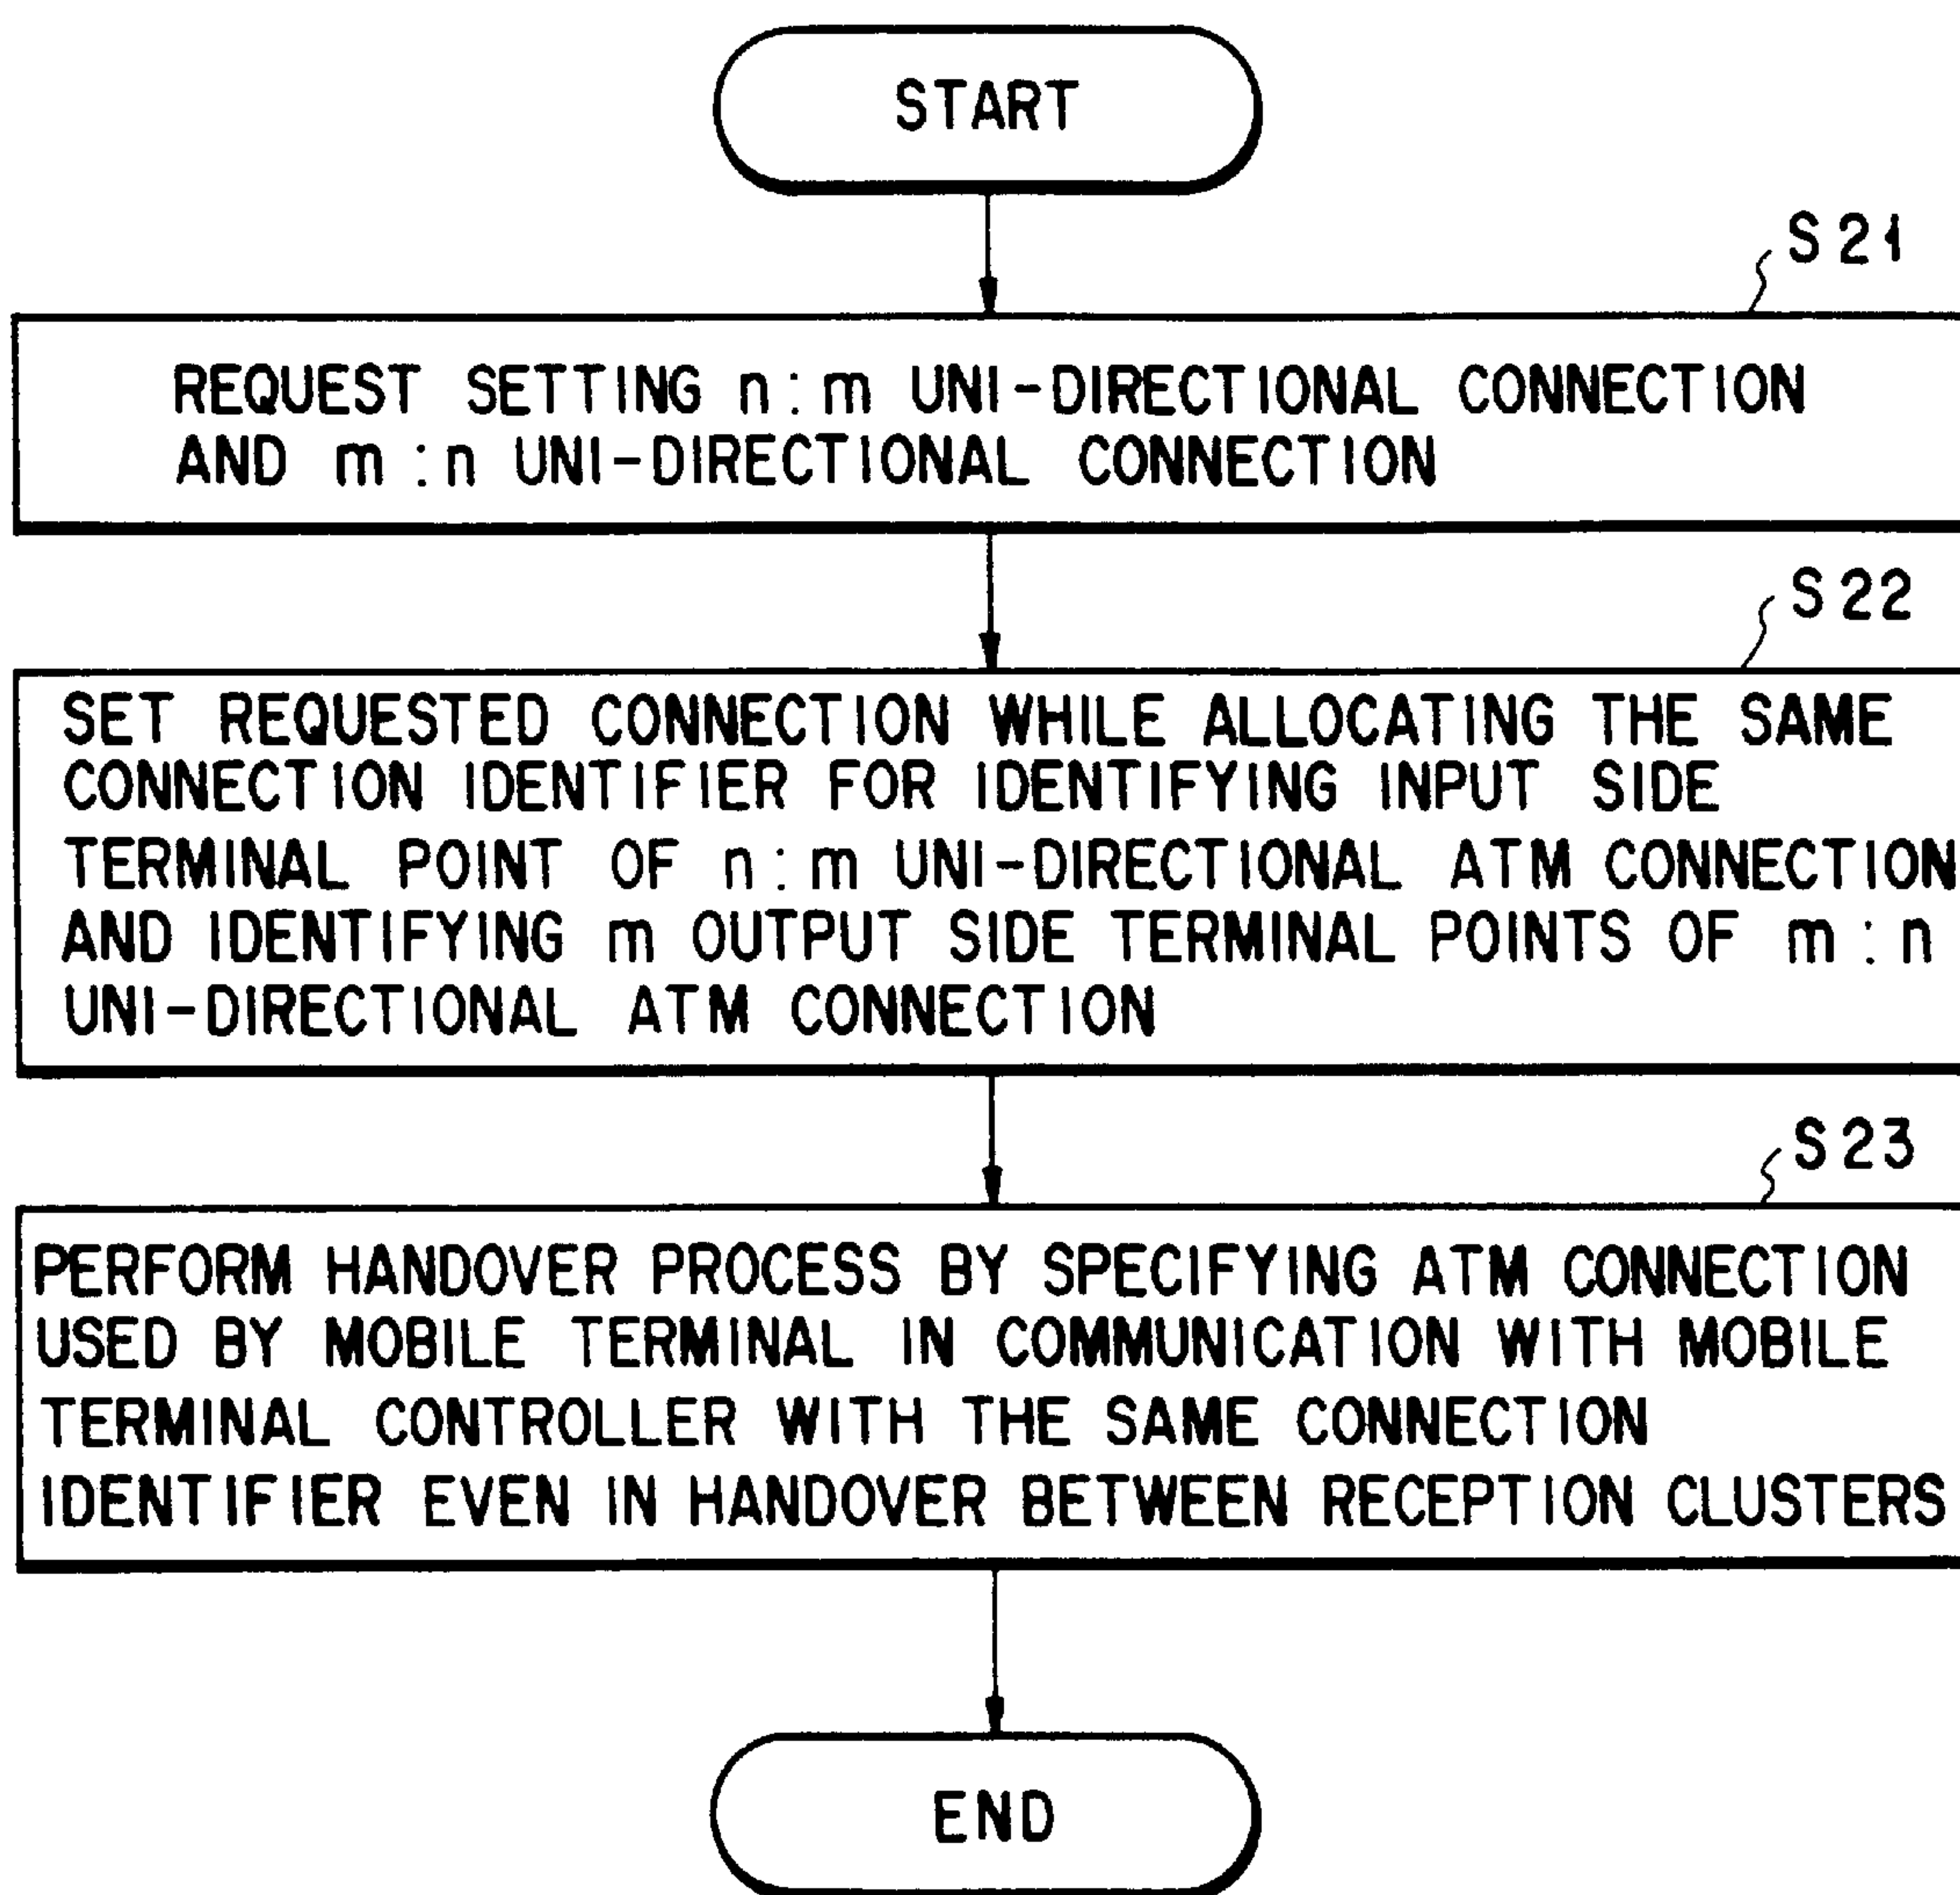 START
S21
REQUEST SETTING n:m UNI-DIRECTIONAL CONNECTION
AND m:n UNI-DIRECTIONAL CONNECTION
S22
SET REQUESTED CONNECTION WHILE ALLOCATING THE SAME
CONNECTION IDENTIFIER FOR IDENTIFYING INPUT SIDE
TERMINAL POINT OF n:m UNI-DIRECTIONAL ATM CONNECTION
AND IDENTIFYING m OUTPUT SIDE TERMINAL POINTS OF m:n
UNI-DIRECTIONAL ATM CONNECTION
S23
PERFORM HANDOVER PROCESS BY SPECIFYING ATM CONNECTION
USED BY MOBILE TERMINAL IN COMMUNICATION WITH MOBILE
TERMINAL CONTROLLER WITH THE SAME CONNECTION
IDENTIFIER EVEN IN HANDOVER BETWEEN RECEPTION CLUSTERS
END